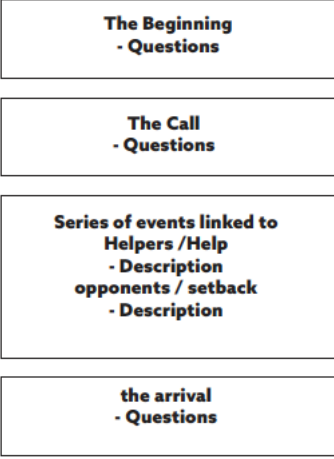 The Beginning
- Questions
The Call
- Questions
Series of events linked to
Helpers /Help
- Description
opponents / setback
- Description
the arrival
- Questions